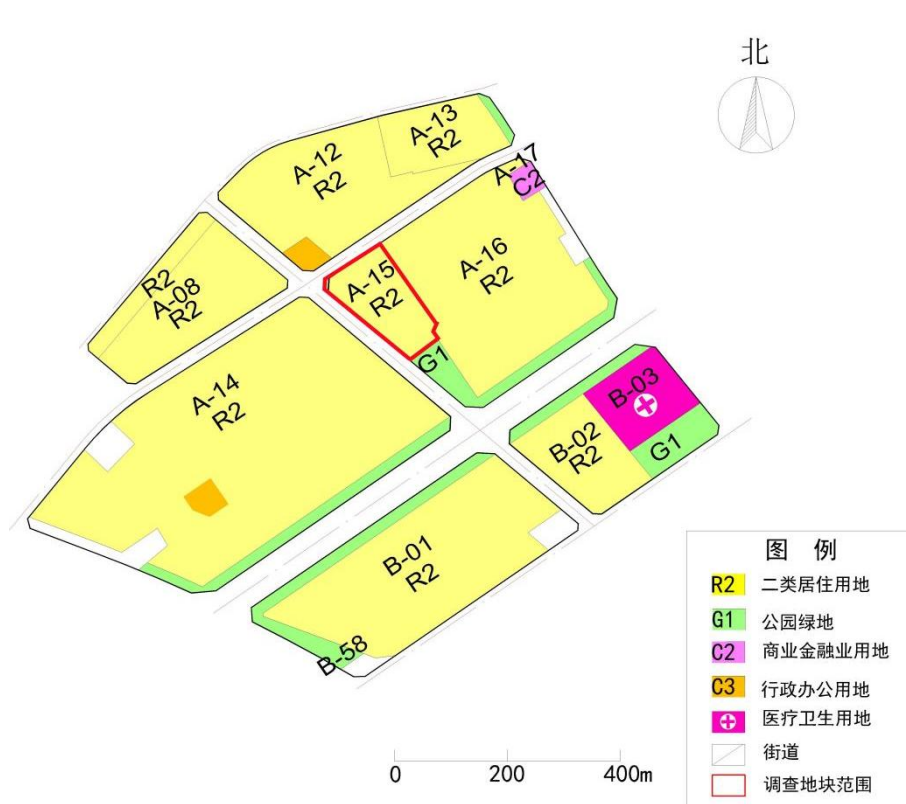 北
A-13
R2
A-12
R2
A-17
C2
A-16
R2
A-15
R2
R2
A-08
R2
G1
A-14
R2
B-03
B-02
R2
G1
B-01
R2
B-58
图 例
R2 二类居住用地
G1 公园绿地
C2 商业金融业用地
C3 行政办公用地
医疗卫生用地
街道
调查地块范围
0 200 400m